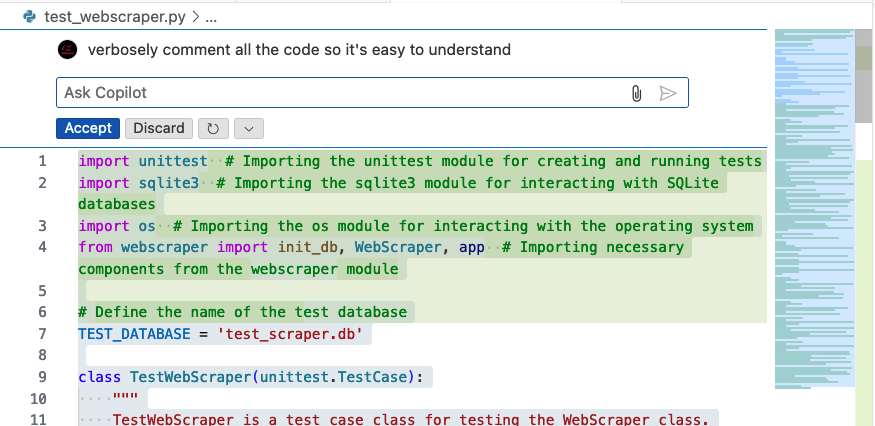 test_webscraper.py > ...
verbosely comment all the code so it's easy to understand
Ask Copilot
Accept Discard
1 import unittest  # Importing the unittest module for creating and running tests
2 import sqlite3  # Importing the sqlite3 module for interacting with SQLite
databases
3 import os  # Importing the os module for interacting with the operating system
4 from webscraper import init_db, WebScraper, app  # Importing necessary
components from the webscraper module
5
6 # Define the name of the test database
7 TEST_DATABASE = 'test_scraper.db'
8
9 class TestWebScraper(unittest.TestCase):
10     """
11     TestWebScraper is a test case class for testing the WebScraper class.